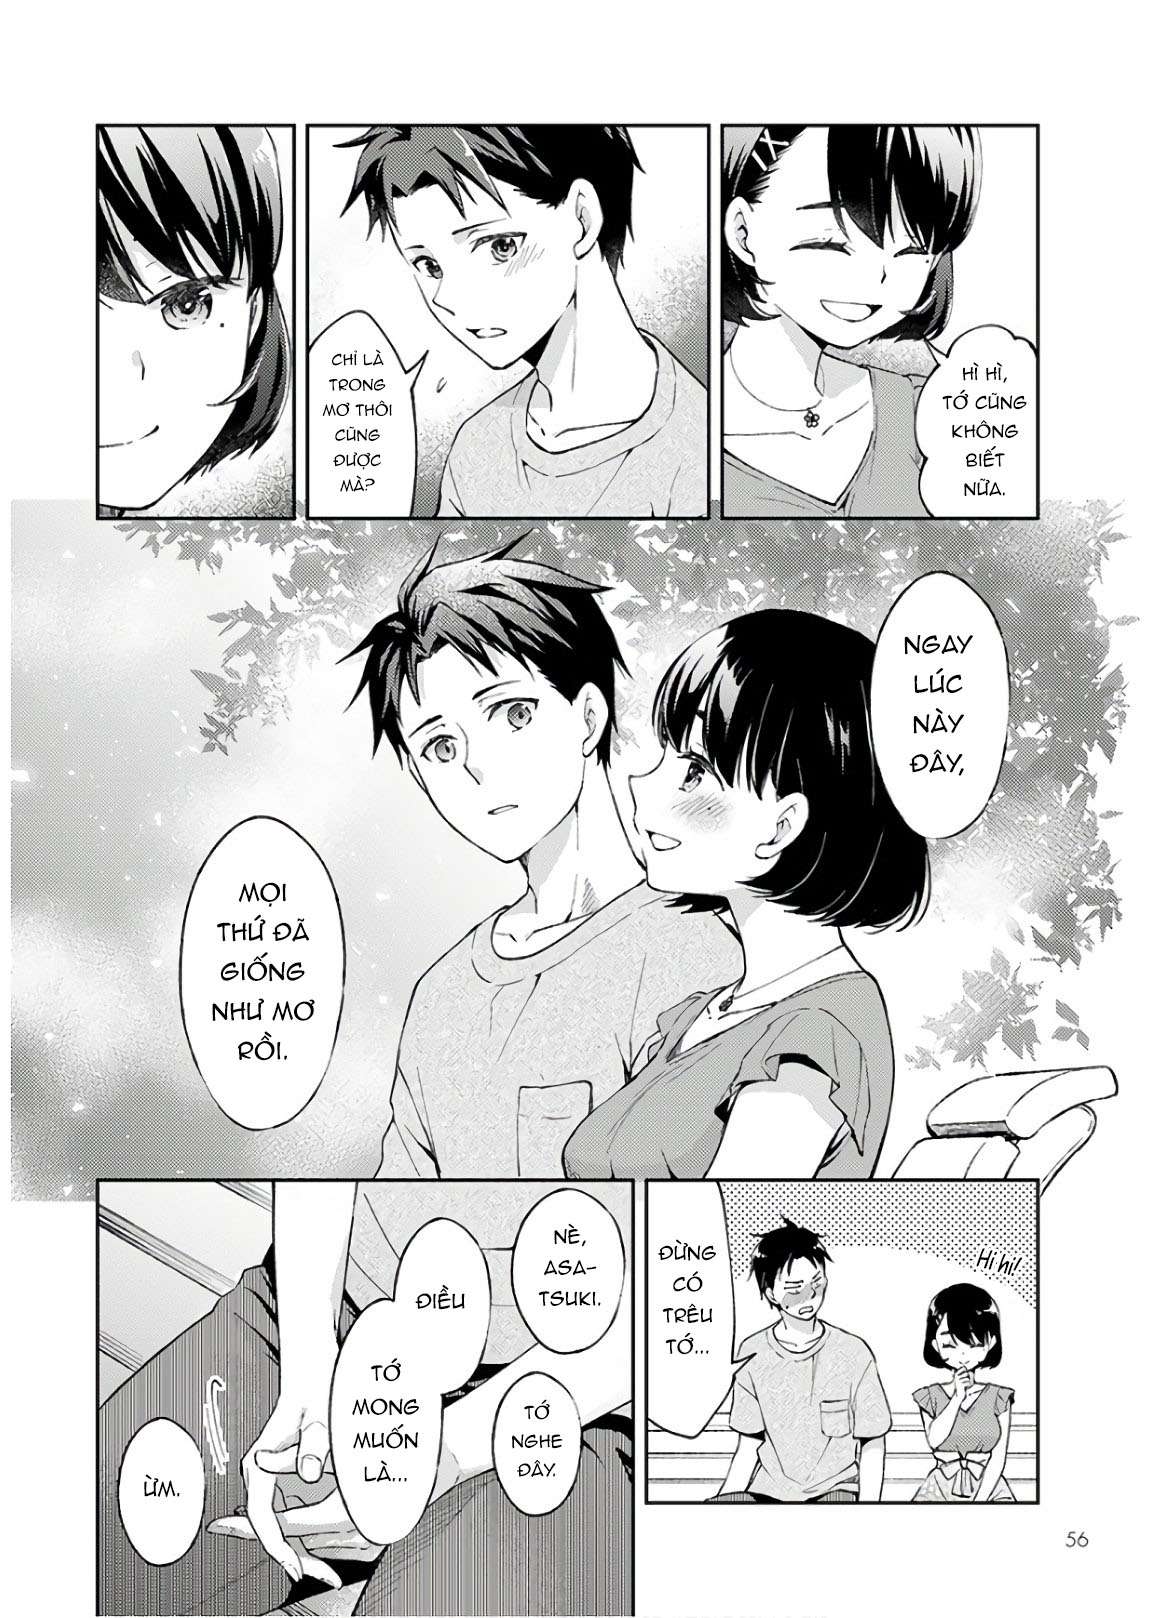 HÌ HÌ,
TỚ CŨNG
KHÔNG
BIẾT
NỮA.
CHỈ LÀ
TRONG
MƠ THÔI
CŨNG
ĐƯỢC
MÀ?
NGAY
LÚC
NÀY
ĐÂY,
MỌI
THỨ ĐÃ
GIỐNG
NHƯ MƠ
RỒI.
Hi hi!
ĐỪNG
CÓ
TRÊU
TỚ...
NÈ,
ASA-
TSUKI.
TỚ
NGHE
ĐÂY.
ĐIỀU
TỚ
MONG
MUỐN
LÀ...
ỪM.
56